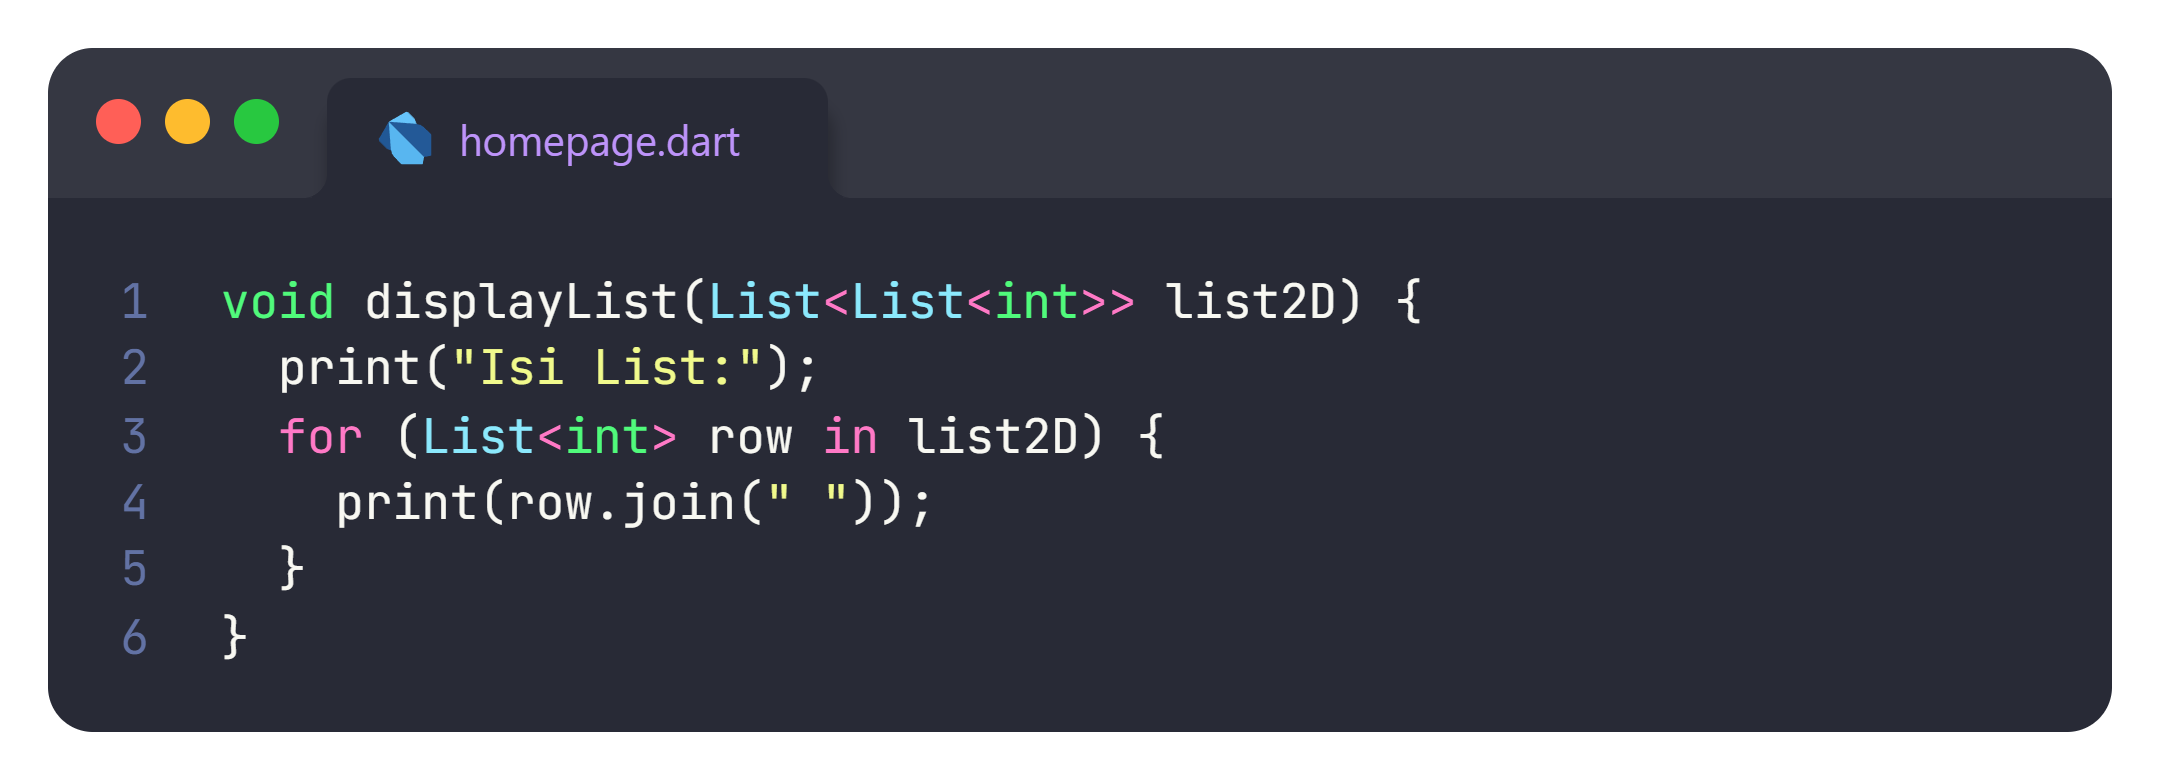 homepage.dart
1 void displayList(List<List<int>> list2D) {
2   print("Isi List:");
3   for (List<int> row in list2D) {
4     print(row.join(" "));
5   }
6 }